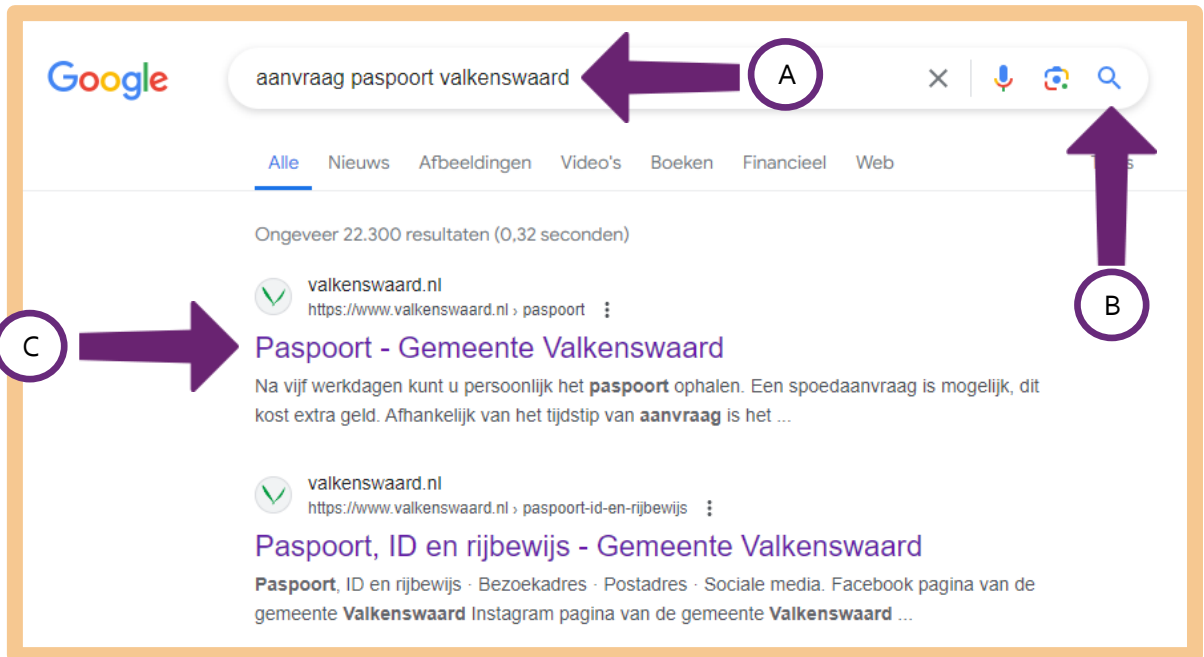 Google
aanvraag paspoort valkenswaard
A
Alle Nieuws Afbeeldingen Video's Boeken Financieel Web
Ongeveer 22.300 resultaten (0,32 seconden)
B
valkenswaard.nl
https://www.valkenswaard.nl › paspoort
C
Paspoort - Gemeente Valkenswaard
Na vijf werkdagen kunt u persoonlijk het paspoort ophalen. Een spoedaanvraag is mogelijk, dit
kost extra geld. Afhankelijk van het tijdstip van aanvraag is het ...
valkenswaard.nl
https://www.valkenswaard.nl › paspoort-id-en-rijbewijs
Paspoort, ID en rijbewijs - Gemeente Valkenswaard
Paspoort, ID en rijbewijs · Bezoekadres · Postadres · Sociale media. Facebook pagina van de
gemeente Valkenswaard Instagram pagina van de gemeente Valkenswaard ...